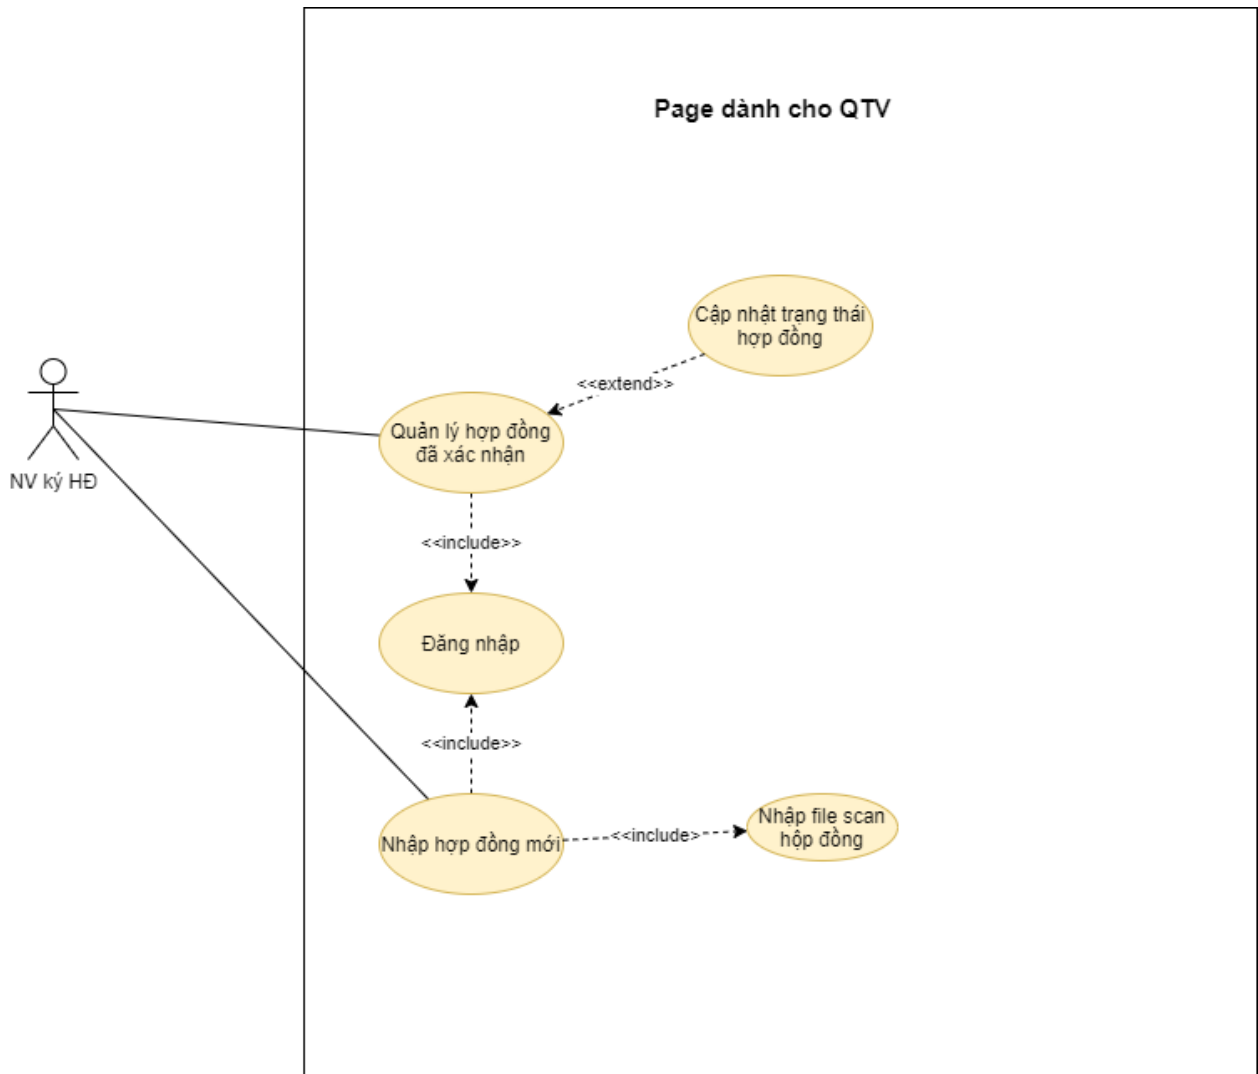 Page dành cho QTV
Cập nhật trạng thái
hợp đồng
<<extend>>
Quản lý hợp đồng
đã xác nhận
NV ký HĐ
<<include>>
Đăng nhập
<<include>>
Nhập hợp đồng mới
<<include>
Nhập file scan
hộp đồng